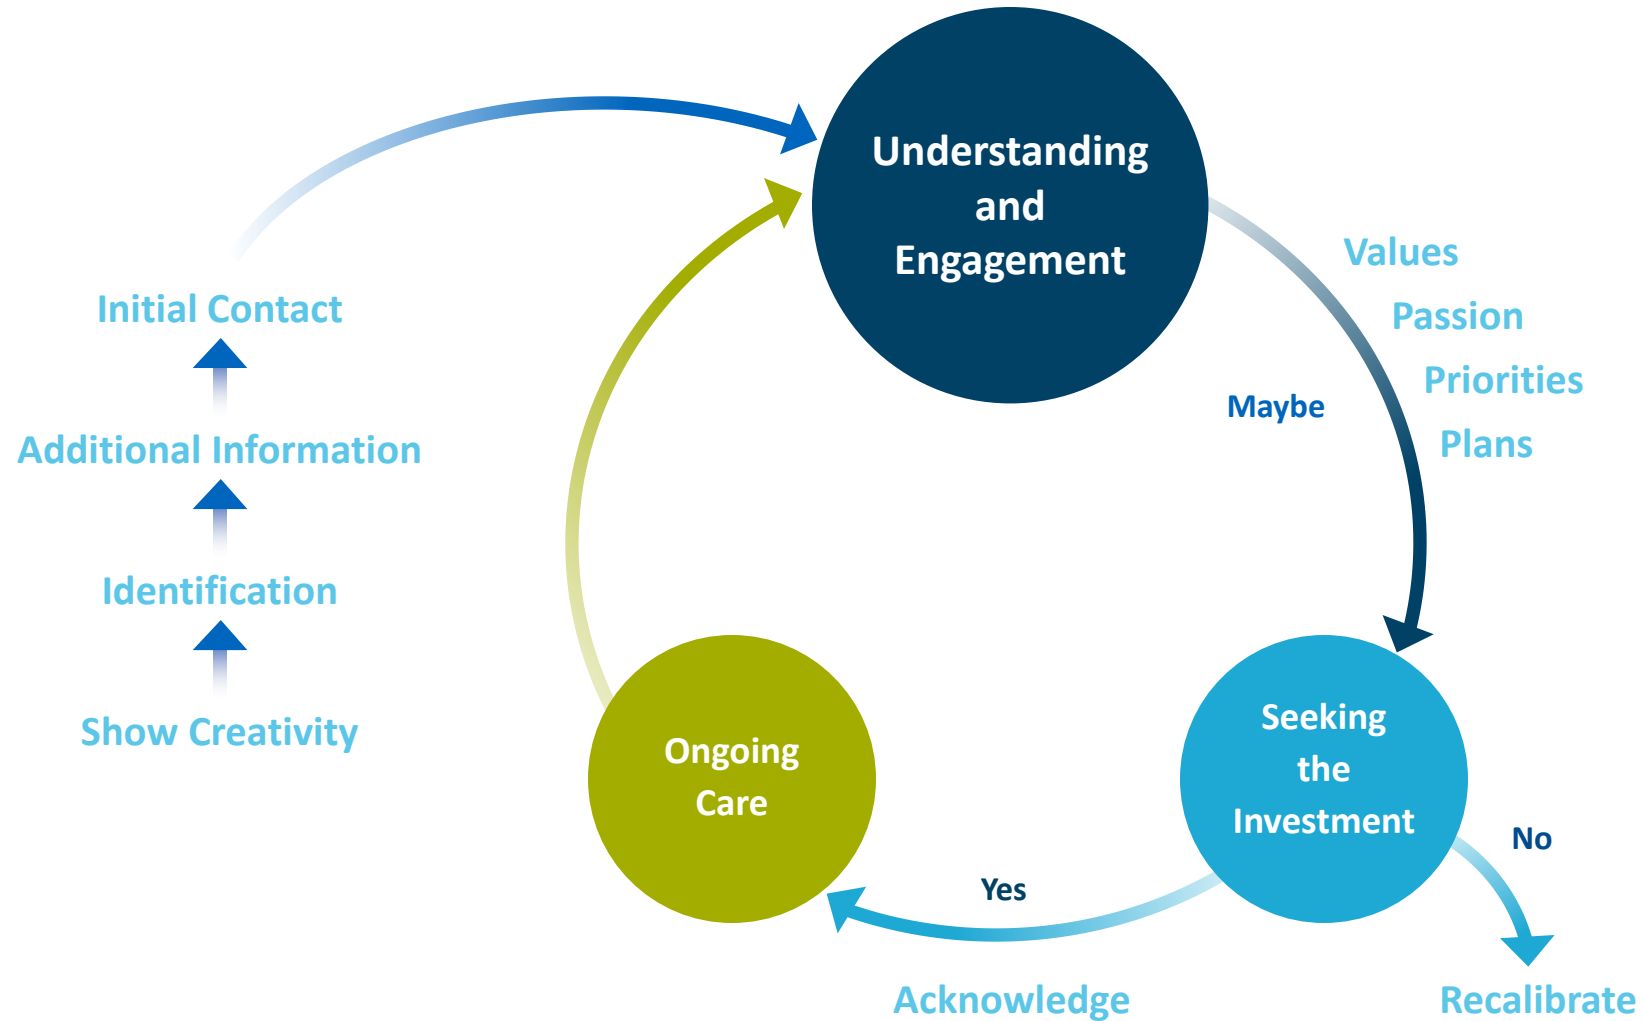 Understanding
and
Engagement
Values
Passion
Priorities
Plans
Maybe
Initial Contact
Additional Information
Identification
Show Creativity
Ongoing
Care
Seeking
the
Investment
No
Yes
Acknowledge
Recalibrate